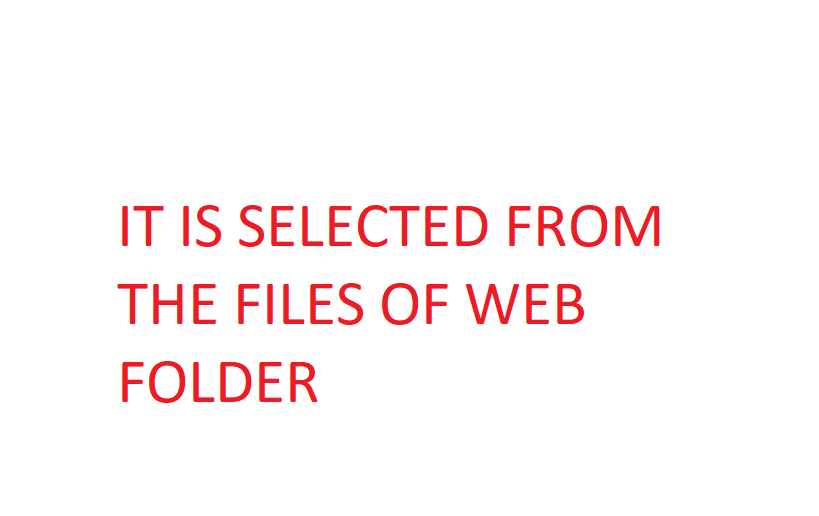 IT IS SELECTED FROM
THE FILES OF WEB
FOLDER